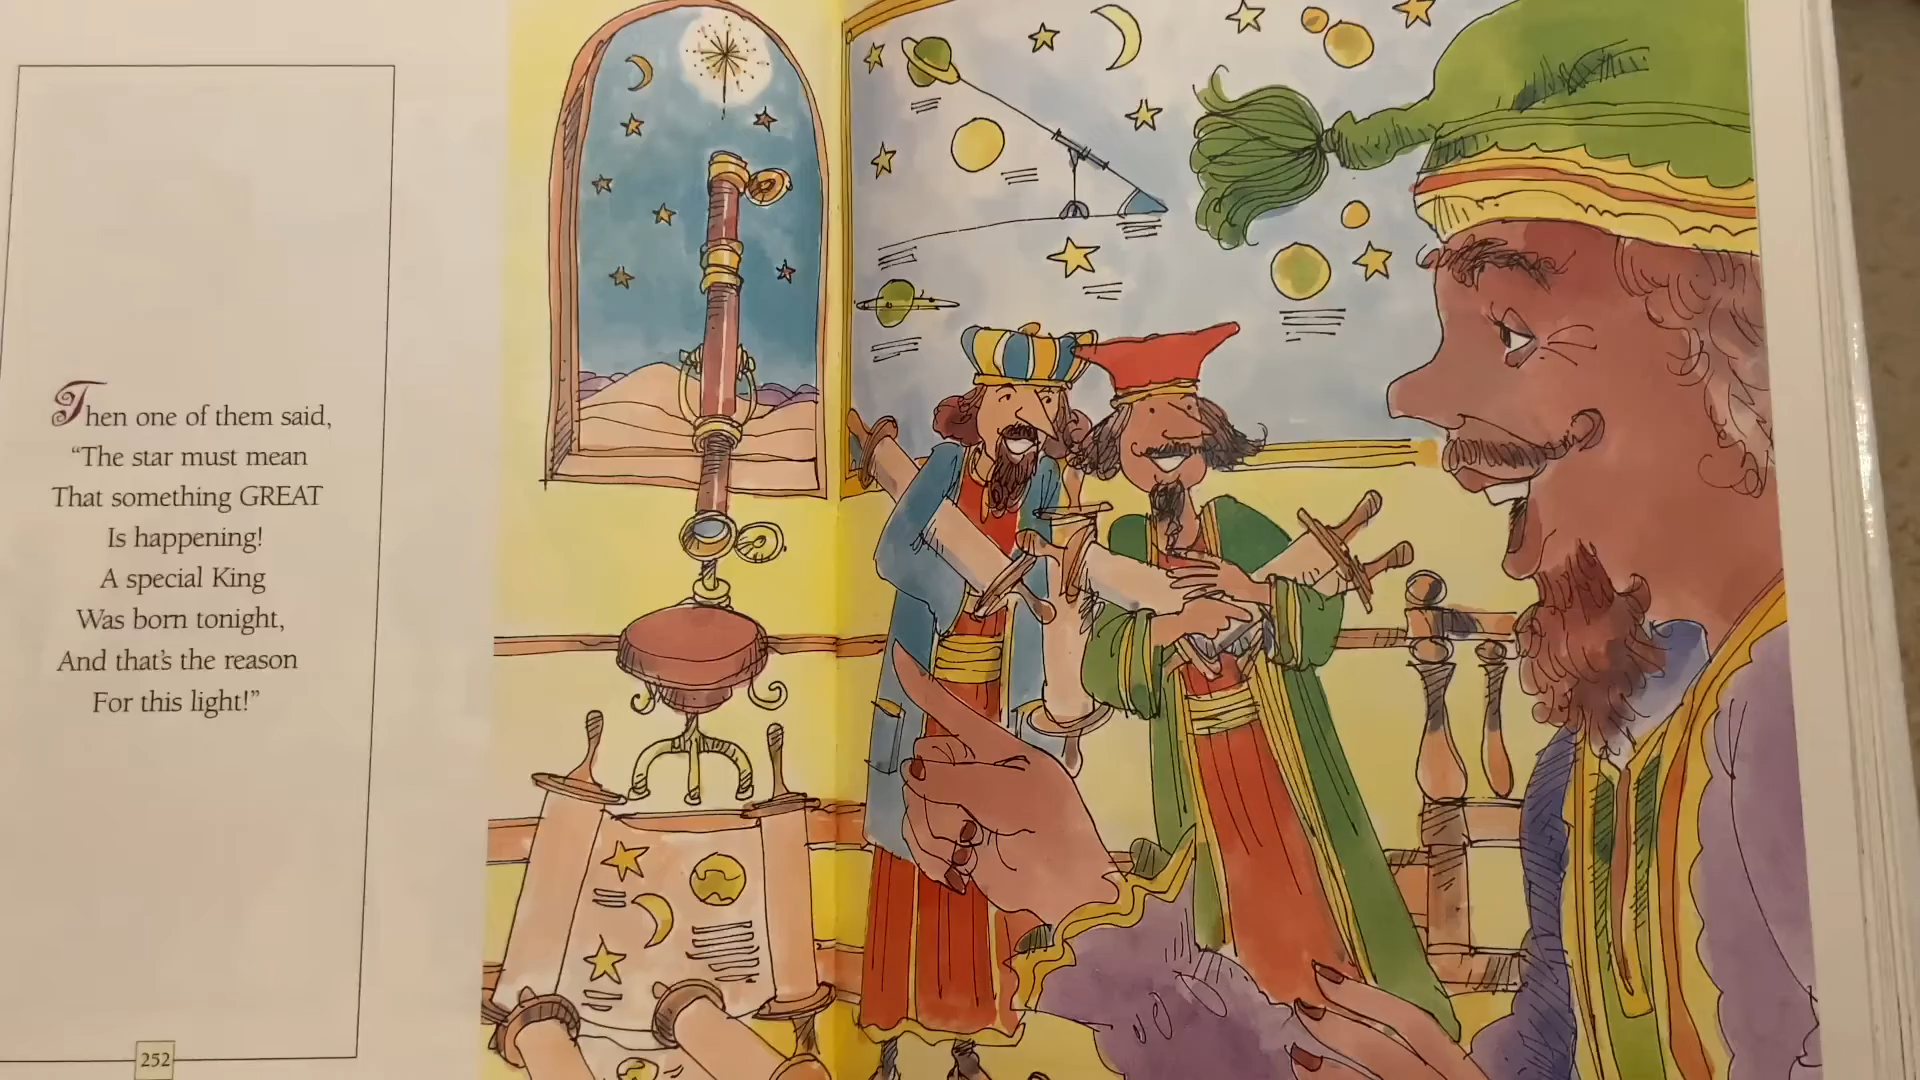 Then one of them said,
“The star must mean
That something GREAT
Is happening!
A special King
Was born tonight,
And that's the reason
For this light!”
252